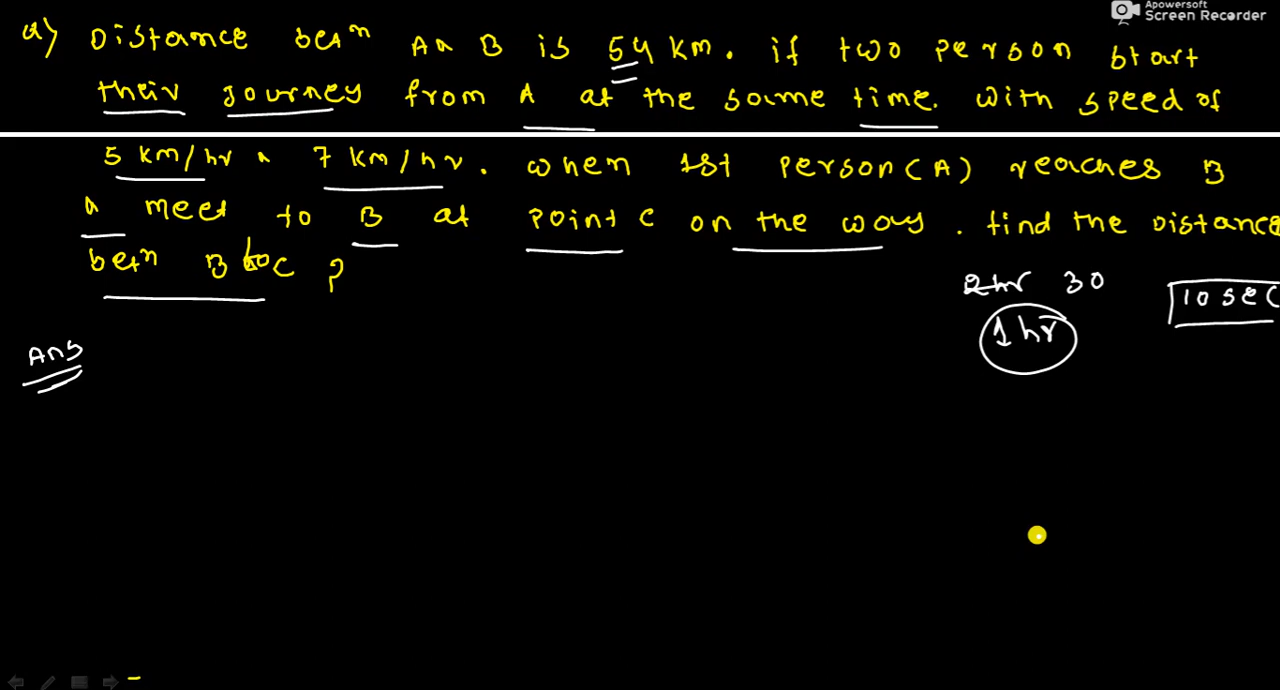 Apowersoft
Screen Recorder
a) Distance betn A & B is 54 km. if two person start
their journey from A at the same time. with speed of
5 km/hr & 7 km/hr. when 1st person(A) reaches B
& meet to B at point C on the way. find the distance
betn B to C ?
2hr 30
1 hr
10 sec
Ans